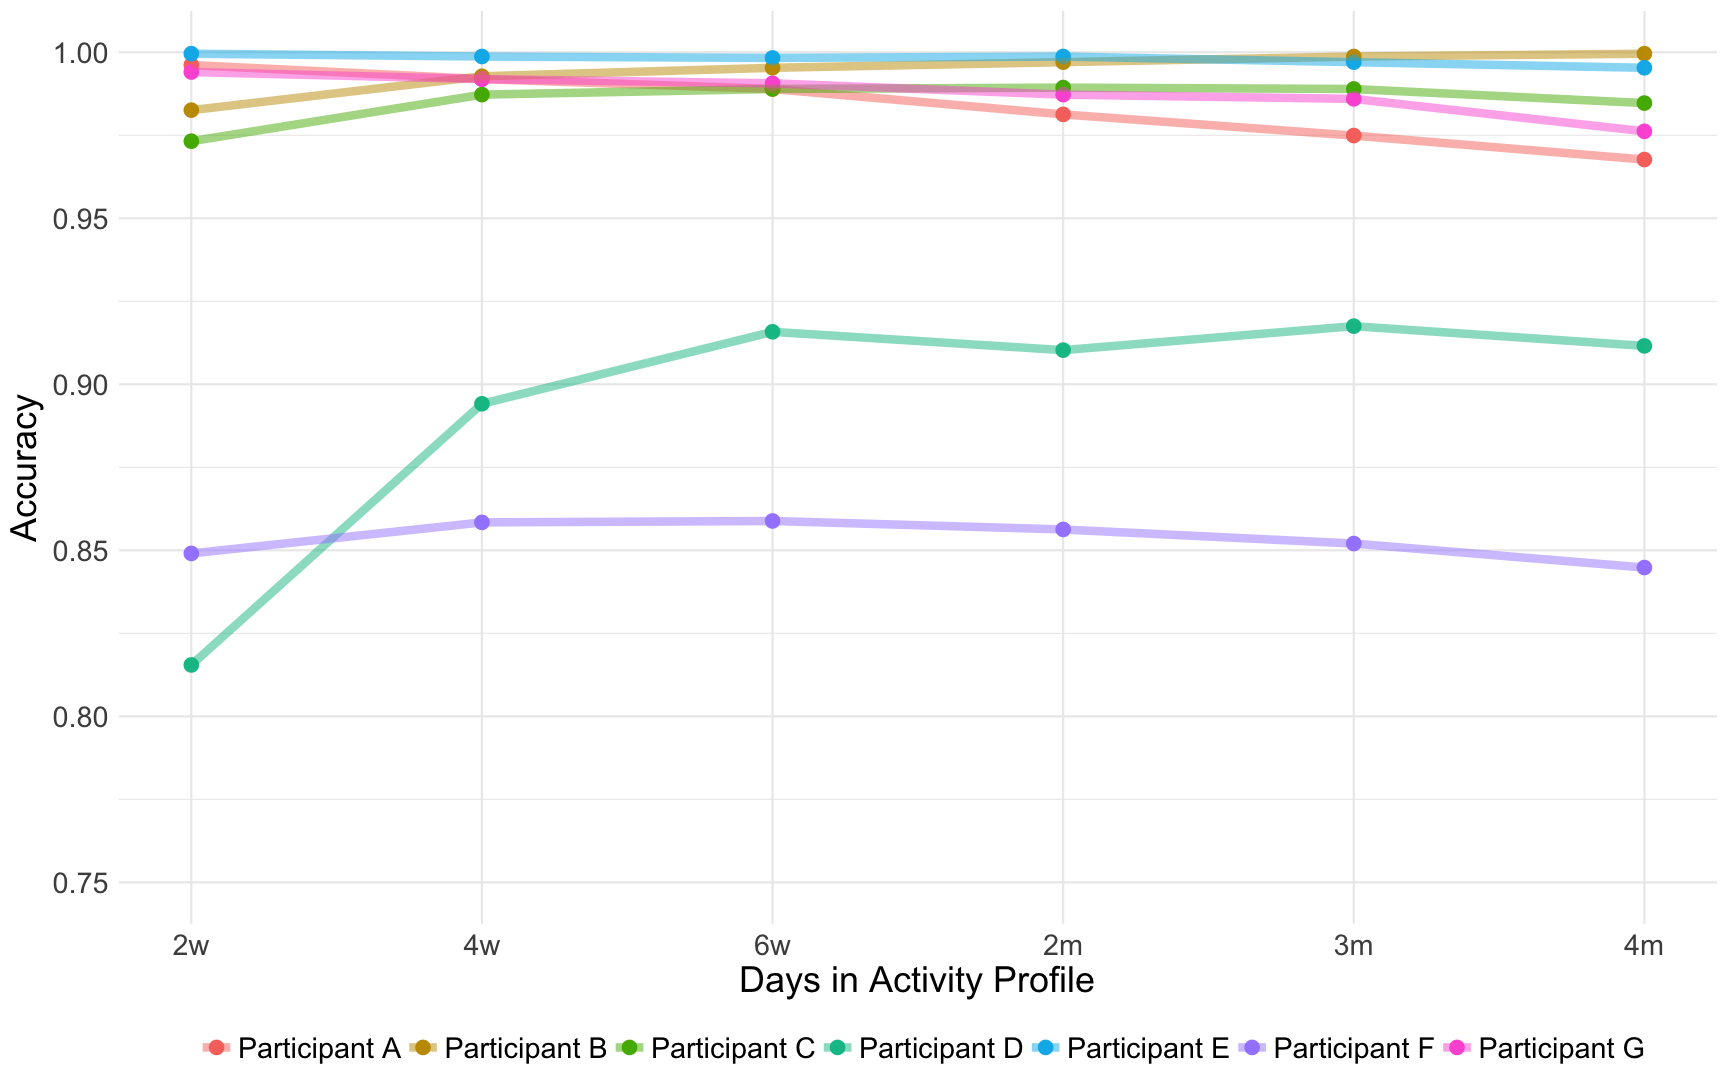 1.00
0.95
0.90
0.85
0.80
0.75
Accuracy
2w 4w 6w 2m 3m 4m
Days in Activity Profile
Participant A Participant B Participant C Participant D Participant E Participant F Participant G